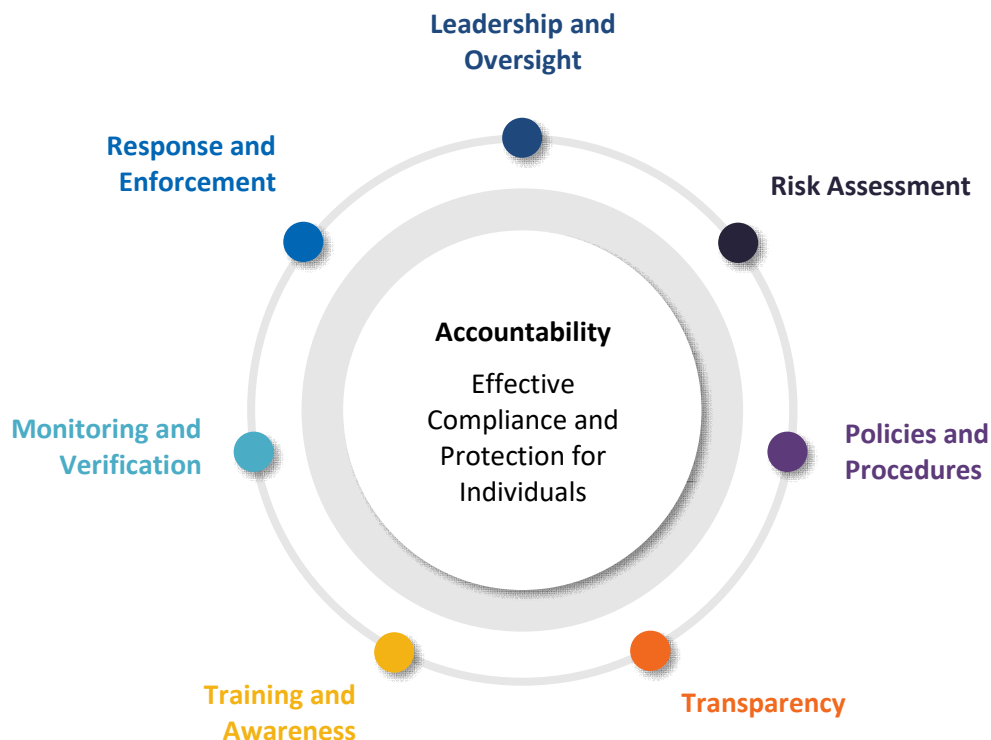 Leadership and
Oversight
Response and
Enforcement
Risk Assessment
Accountability
Effective
Compliance and
Protection for
Individuals
Monitoring and
Verification
Policies and
Procedures
Training and
Awareness
Transparency